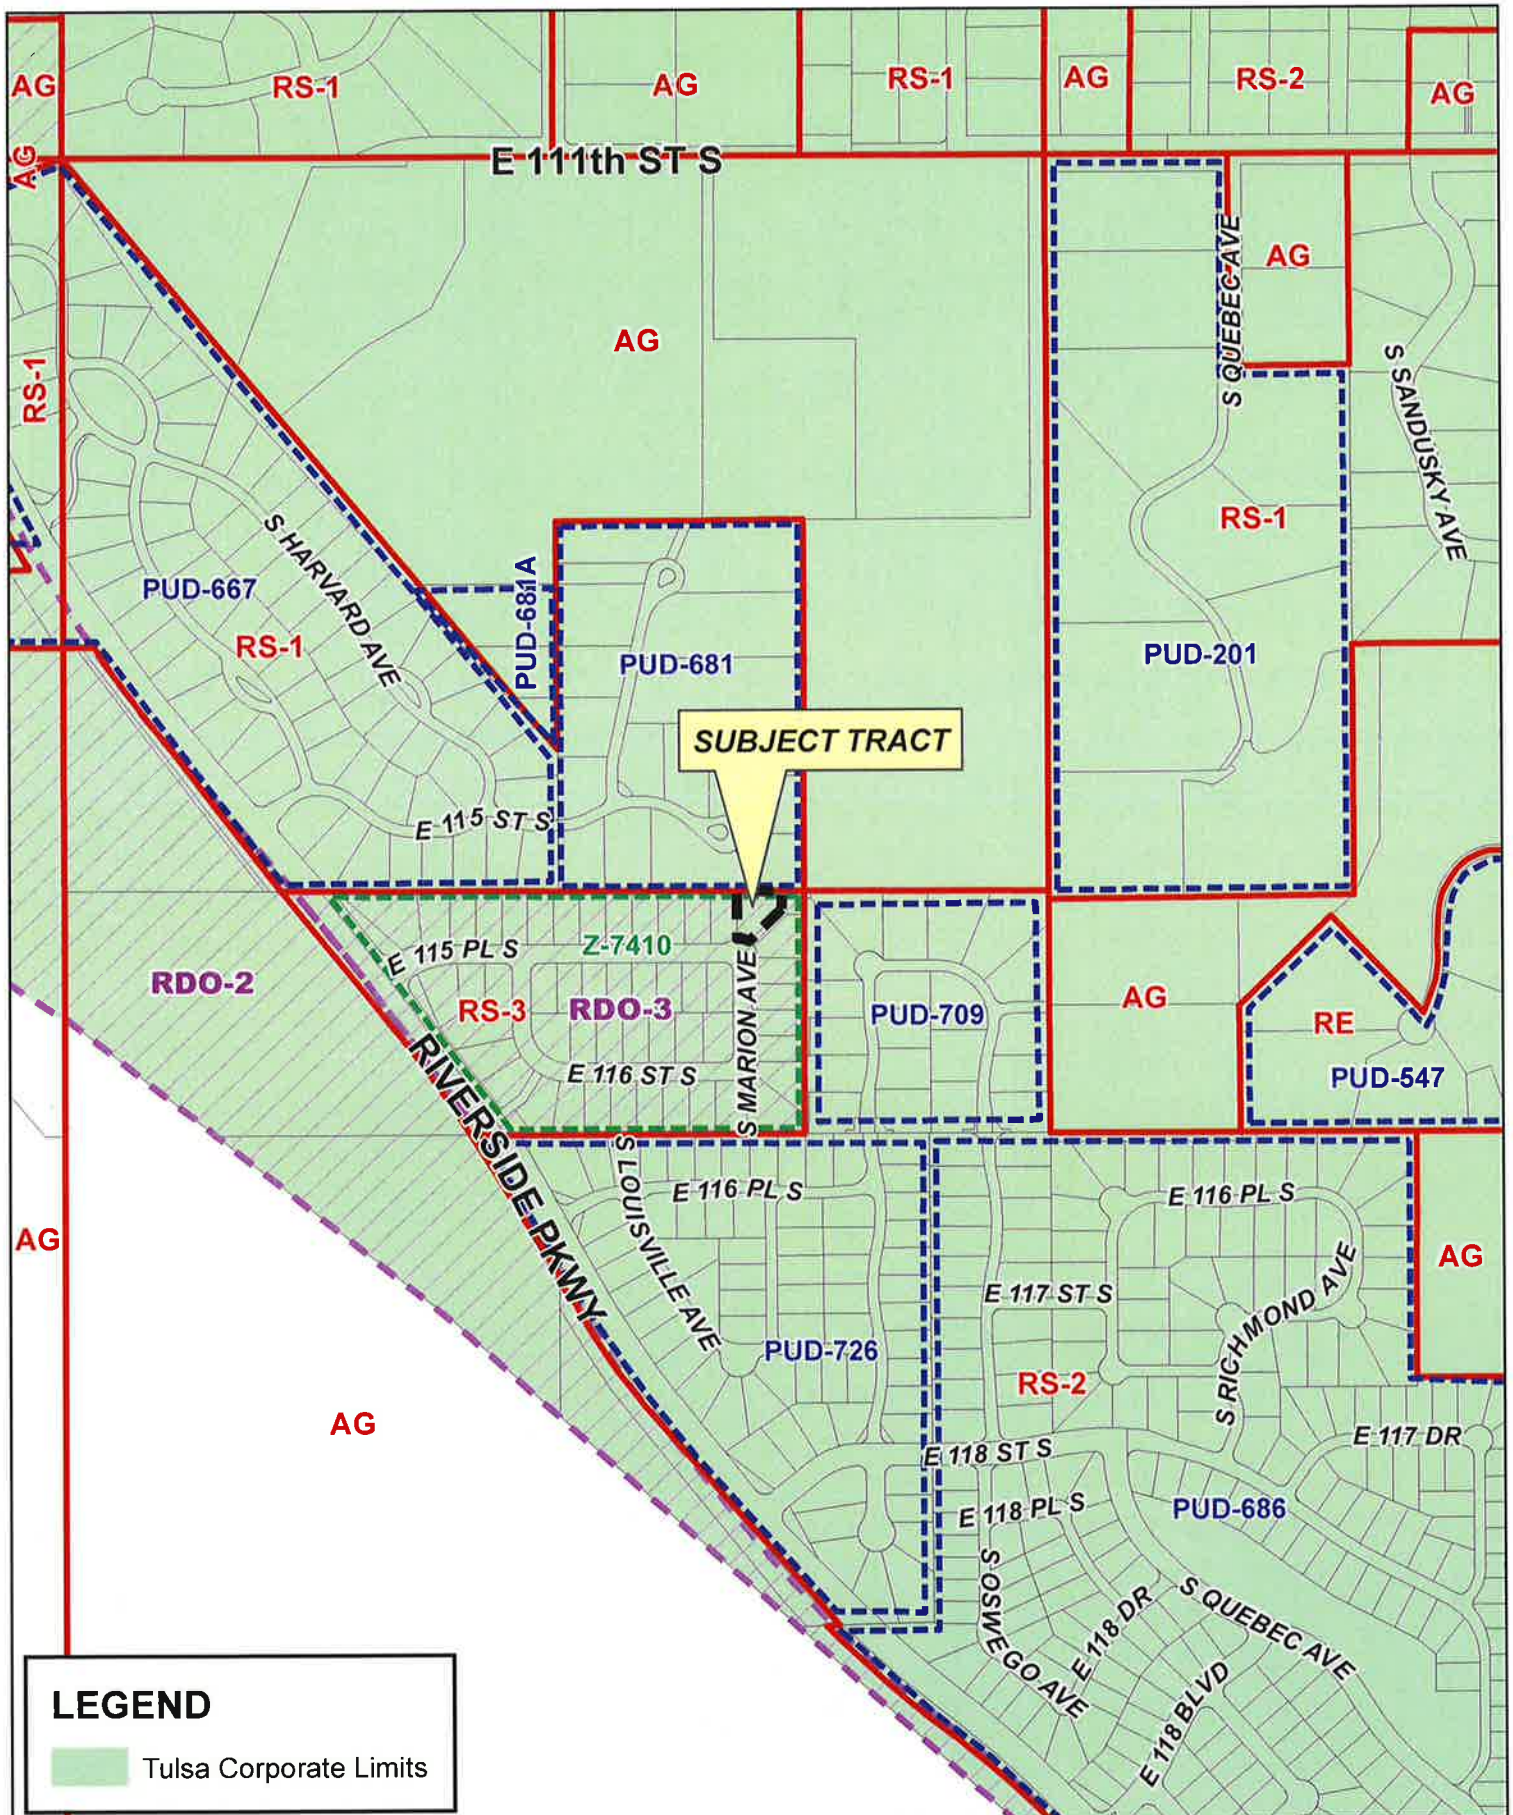 AG
RS-1
AG
RS-1
AG
RS-2
AG
AG
E 111th ST S
AG
S QUEBEC AVE
AG
RS-1
S SANDUSKY AVE
RS-1
S HARVARD AVE
PUD-667
RS-1
PUD-681A
PUD-681
PUD-201
SUBJECT TRACT
E 115 ST S
E 115 PL S
Z-7410
RDO-2
RS-3
RDO-3
S MARION AVE
PUD-709
AG
RE
PUD-547
E 116 ST S
RIVERSIDE PKWY
S LOUISVILLE AVE
E 116 PL S
E 116 PL S
AG
AG
E 117 ST S
S RICHMOND AVE
PUD-726
RS-2
AG
E 118 ST S
E 117 DR
E 118 PL S
PUD-686
S OSWEGO AVE
E 118 DR
S QUEBEC AVE
E 118 BLVD
LEGEND
Tulsa Corporate Limits